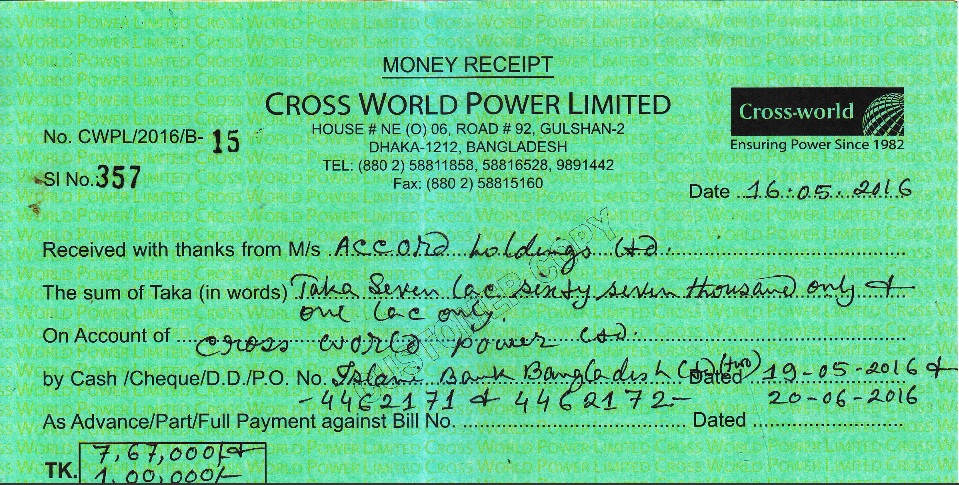 MONEY RECEIPT
CROSS WORLD POWER LIMITED
HOUSE # NE (O) 06, ROAD # 92, GULSHAN-2
DHAKA-1212, BANGLADESH
TEL: (880 2) 58811858, 58816528, 9891442
Fax: (880 2) 58815160
Cross-world
Ensuring Power Since 1982
No. CWPL/2016/B- 15
Sl No. 357
Date 16.05.2016
CUSTOMER COPY
Received with thanks from M/s Accord Holdings Ltd.
The sum of Taka (in words) Taka Seven lac sixty seven thousand only &
one lac only.
On Account of Cross World Power Ltd.
by Cash /Cheque/D.D./P.O. No. Islami Bank Bangladesh Ltd (two) Dated 19-05-2016 &
- 4462171 & 4462172 - 20-06-2016
As Advance/Part/Full Payment against Bill No. Dated
TK. 7,67,000/- &
1,00,000/-